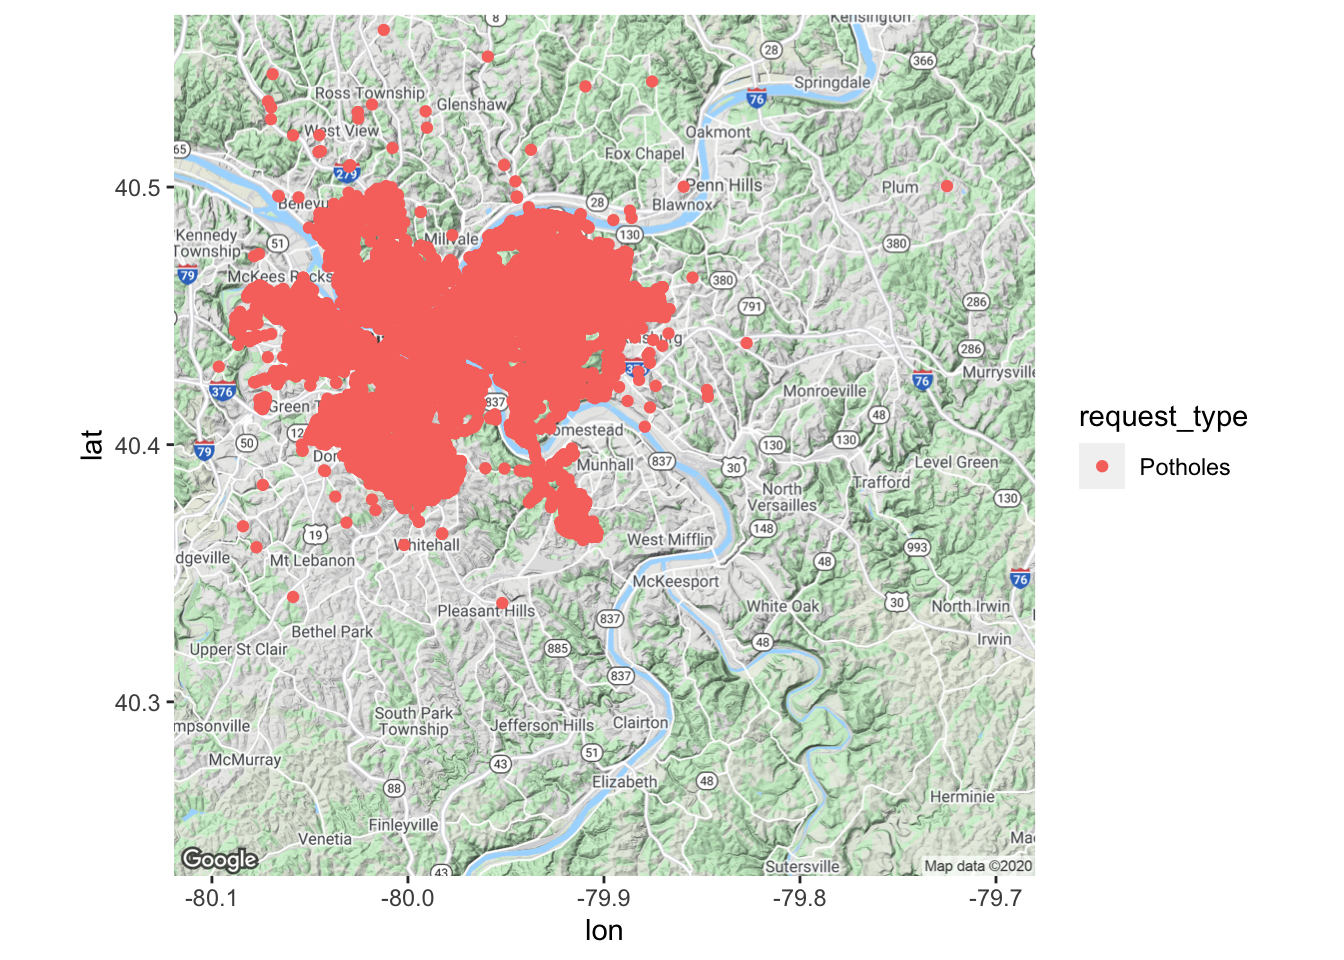 Kensington
8
28
366
Springdale
Ross Township
76
Glenshaw
Oakmont
West View
65
Fox Chapel
279
Penn Hills
Plum
40.5
28
Blawnox
Bellevu
Kennedy
Township
51
Millvale
130
380
79
McKees Rocks
380
286
791
286
Murrysville
376
76
Monroeville
837
Green T
48
12
omestead
40.4
50
130
130
79
Dor
Munhall
837
30
Level Green
Trafford
North
Versailles
130
19
148
Whitehall
West Mifflin
993
dgeville
Mt Lebanon
48
McKeesport
76
30
White Oak
North Irwin
Pleasant Hills
837
Bethel Park
48
Irwin
Upper St Clair
885
837
40.3
South Park
Township
mpsonville
Jefferson Hills
Clairton
51
McMurray
43
Elizabeth
48
88
Herminie
Finleyville
Venetia
Google
43
Sutersville
Map data ©2020
-80.1
-80.0
-79.9
-79.8
-79.7
lon
lat
request_type
Potholes